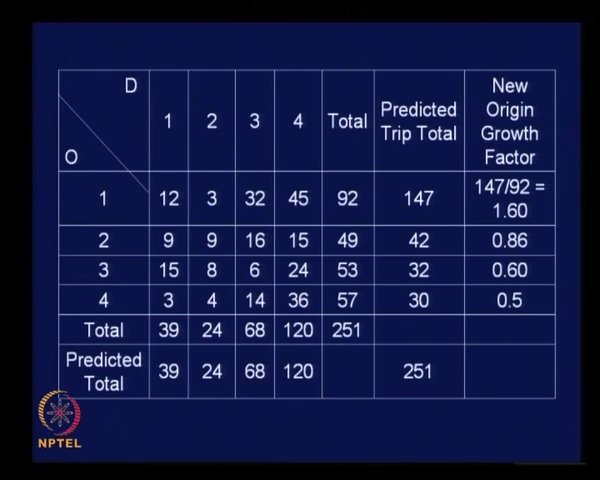 D
O
1 2 3 4 Total Predicted Trip Total New Origin Growth Factor
1 12 3 32 45 92 147 147/92 = 1.60
2 9 9 16 15 49 42 0.86
3 15 8 6 24 53 32 0.60
4 3 4 14 36 57 30 0.5
Total 39 24 68 120 251
Predicted Total 39 24 68 120 251
NPTEL